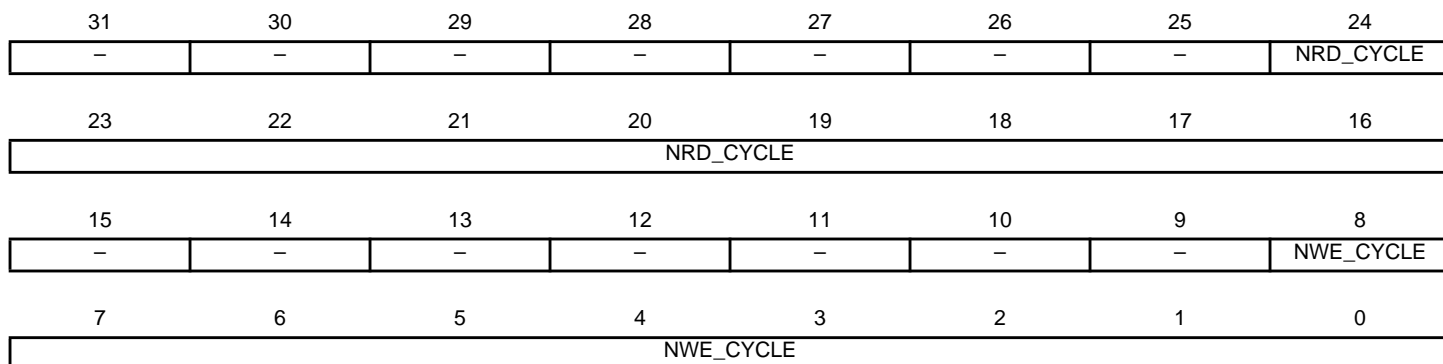 31 30 29 28 27 26 25 24
– – – – – – – NRD_CYCLE
23 22 21 20 19 18 17 16
NRD_CYCLE
15 14 13 12 11 10 9 8
– – – – – – – NWE_CYCLE
7 6 5 4 3 2 1 0
NWE_CYCLE